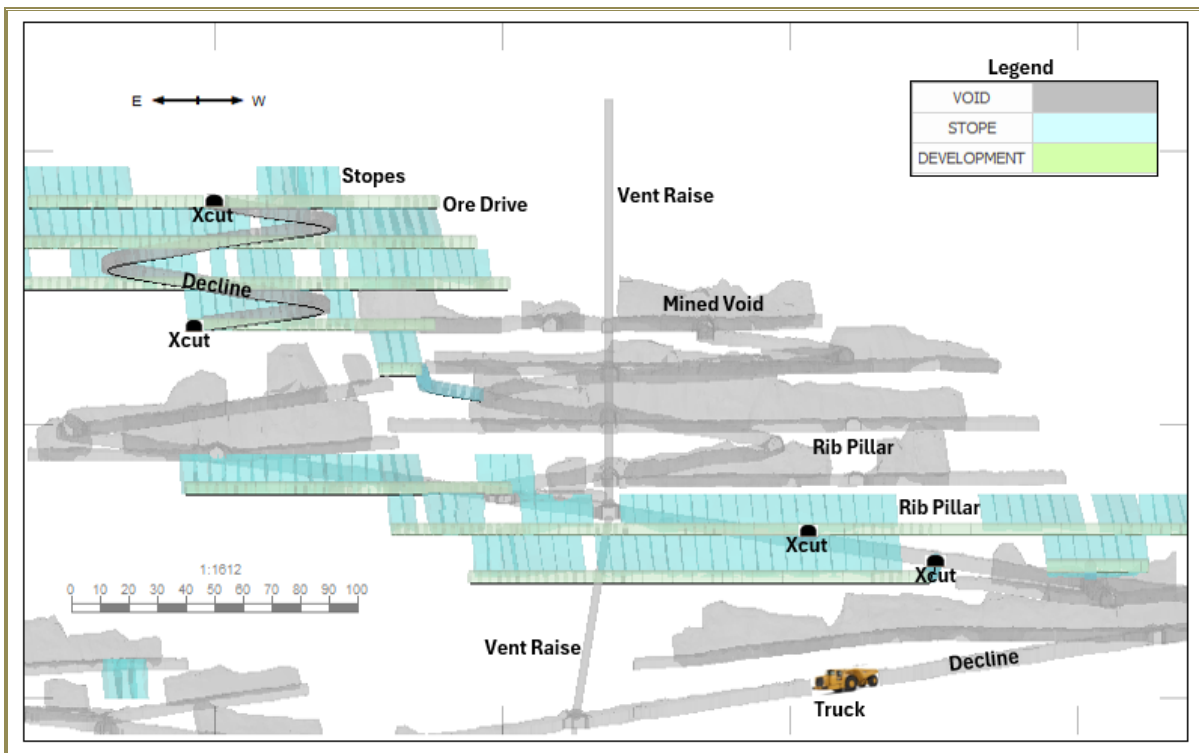 Legend
VOID
STOPE
DEVELOPMENT
E W
Stopes
Vent Raise
Ore Drive
Xcut
Decline
Mined Void
Xcut
Rib Pillar
Rib Pillar
Xcut
Xcut
1:1612
0 10 20 30 40 50 60 70 80 90 100
Vent Raise
Decline
Truck